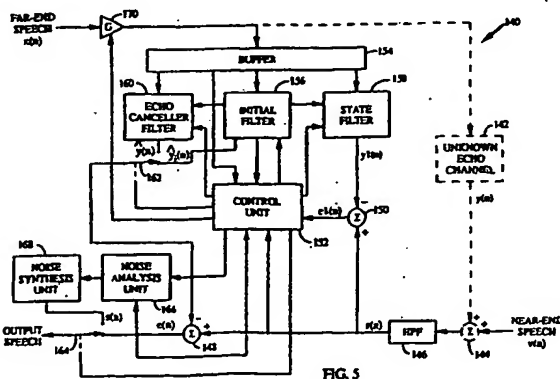 FAR-END
SPEECH
x(n)
G
170
140
BUFFER
154
160
ECHO
CANCELLER
FILTER
156
INITIAL
FILTER
158
STATE
FILTER
142
UNKNOWN
ECHO
CHANNEL
ŷ(n)
162
y1(n)
y(n)
CONTROL
UNIT
152
e1(n)
Σ
150
168
NOISE
SYNTHESIS
UNIT
NOISE
ANALYSIS
UNIT
166
s(n)
OUTPUT
SPEECH
164
e(n)
Σ
148
r(n)
HPF
146
Σ
144
NEAR-END
SPEECH
v(n)
FIG. 5